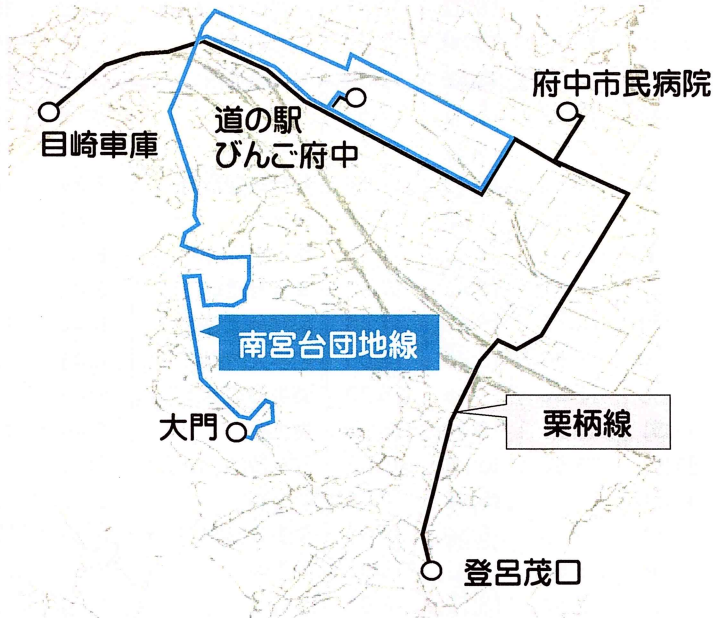 府中市民病院
道の駅
びんご府中
目崎車庫
南宮台団地線
栗柄線
大門
登呂茂口